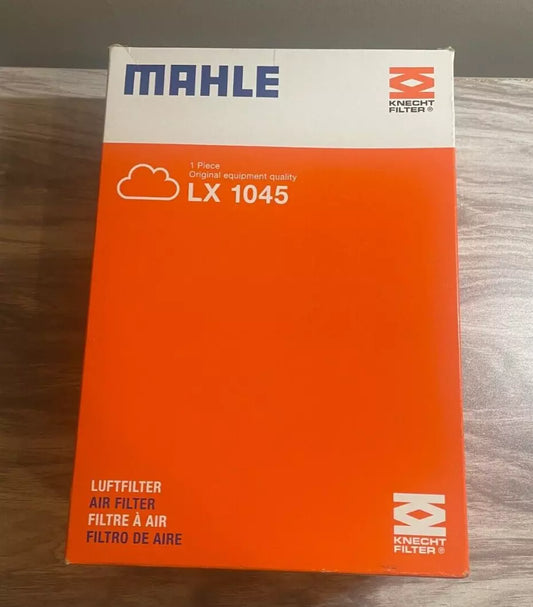 MAHLE
KNECHT
FILTER®
1 Piece
Original equipment quality
LX 1045
LUFTFILTER
AIR FILTER
FILTRE À AIR
FILTRO DE AIRE
KNECHT
FILTER®